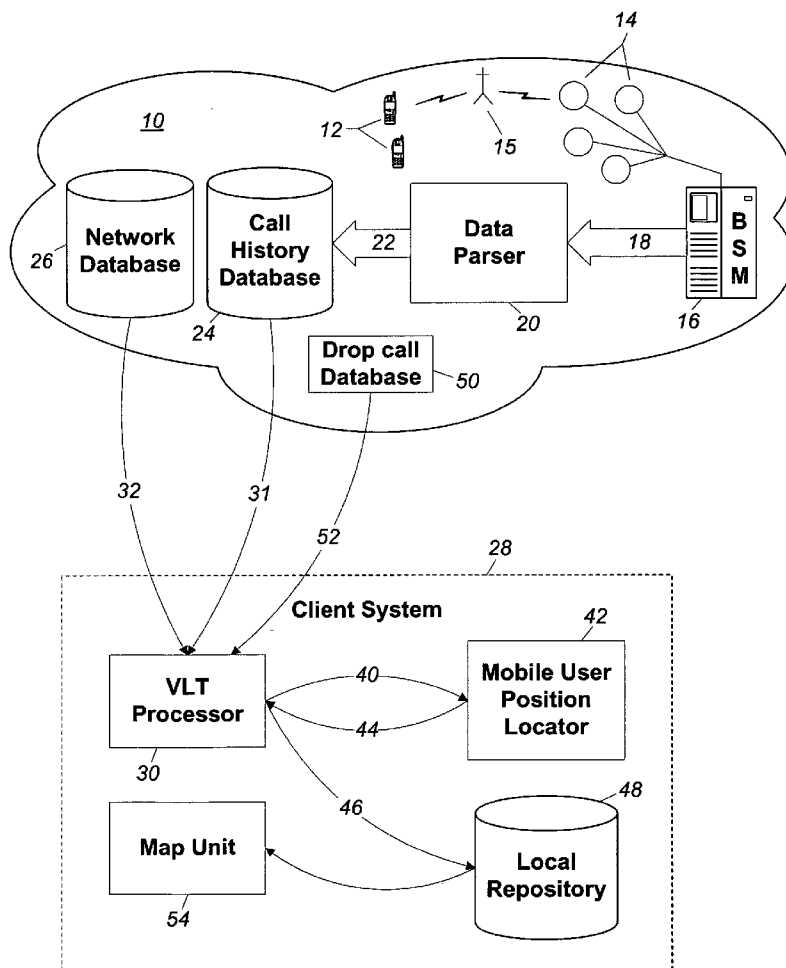 14
10
12
15
Network
Database
26
Call
History
Database
24
22
Data
Parser
20
18
B
S
M
16
Drop call
Database
50
32
31
52
28
Client System
VLT
Processor
30
40
44
42
Mobile User
Position
Locator
46
48
Local
Repository
Map Unit
54